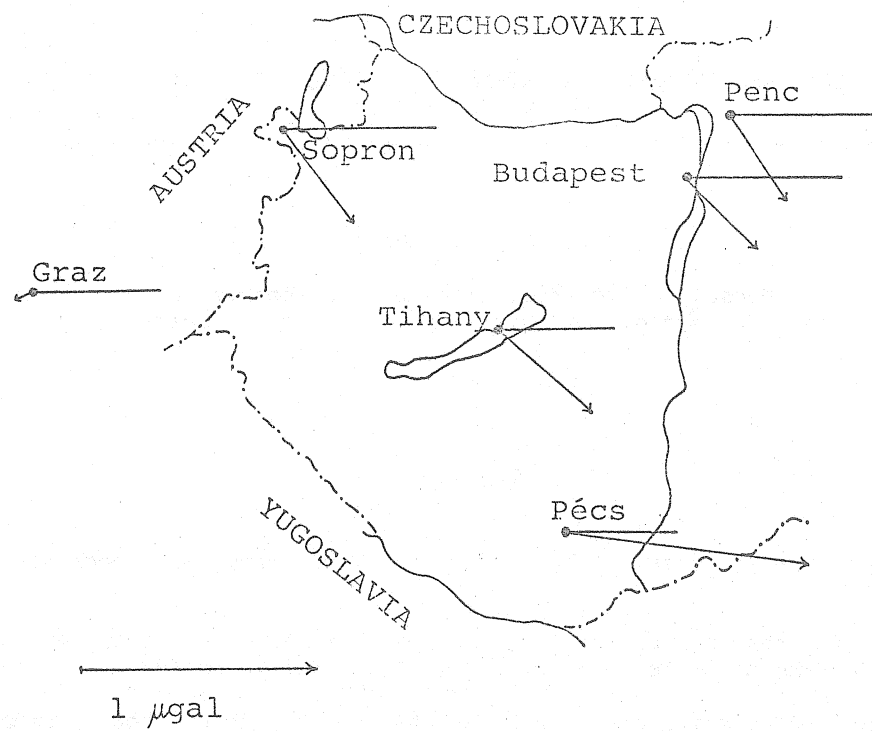 CZECHOSLOVAKIA
Penc
AUSTRIA
Sopron
Budapest
Graz
Tihany
Pécs
YUGOSLAVIA
1 μgal